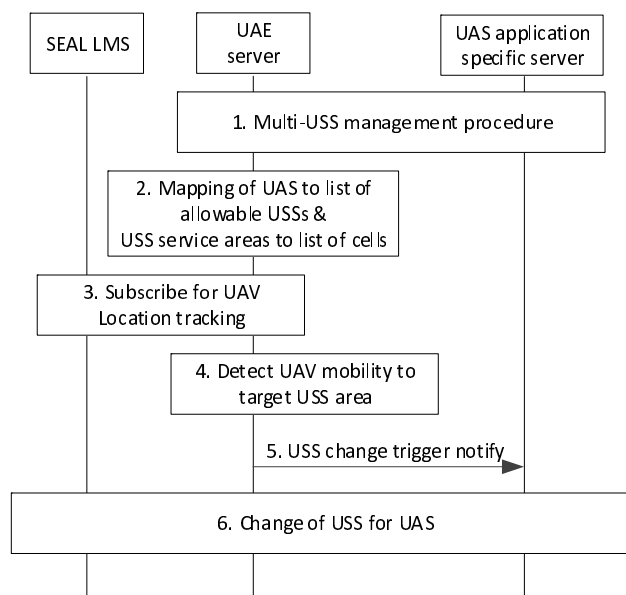 SEAL LMS
UAE
server
UAS application
specific server
1. Multi-USS management procedure
2. Mapping of UAS to list of
allowable USSs &
USS service areas to list of cells
3. Subscribe for UAV
Location tracking
4. Detect UAV mobility to
target USS area
5. USS change trigger notify
6. Change of USS for UAS